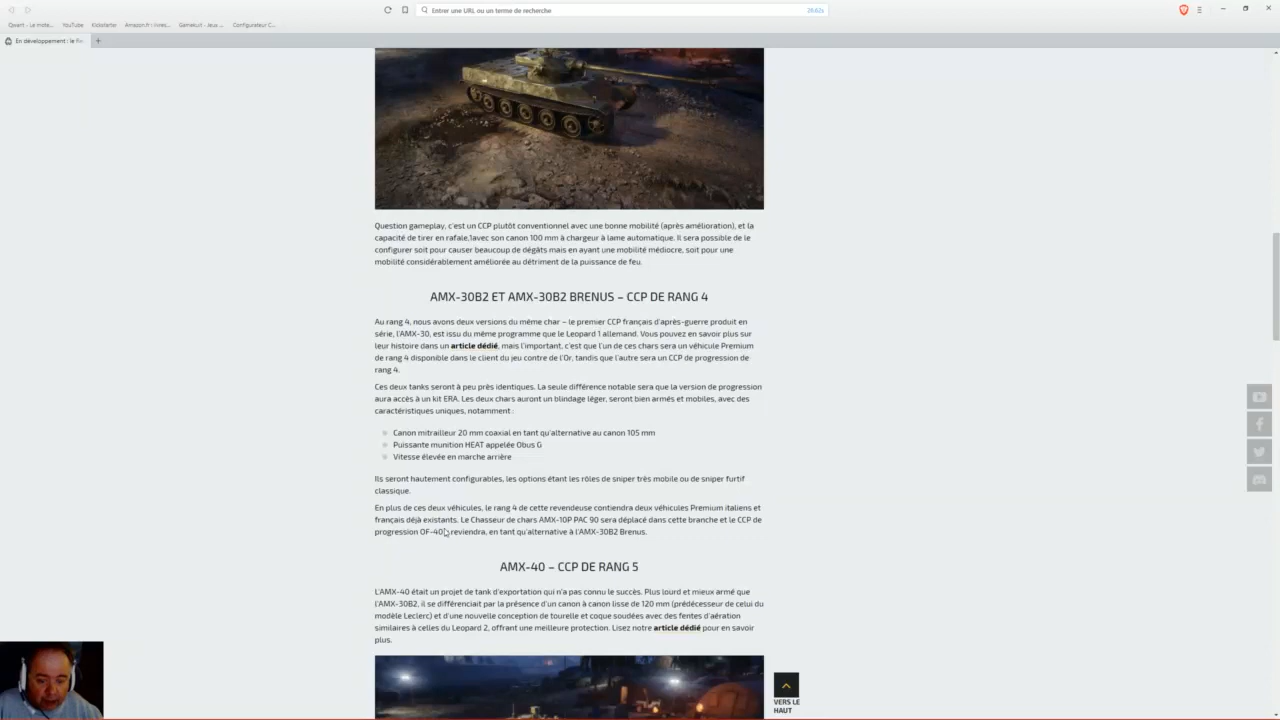 Entrer une URL ou un terme de recherche
20,62s
Qwant - Le mote...
YouTube
Kickstarter
Amazon.fr : livres...
Gamekult - Jeux ...
Configurateur C...
En développement : le fle
Question gameplay, c'est un CCP plutôt conventionnel avec une bonne mobilité (après amélioration), et la
capacité de tirer en rafale,1avec son canon 100 mm à chargeur à lame automatique. Il sera possible de le
configurer soit pour causer beaucoup de dégâts mais en ayant une mobilité médiocre, soit pour une
mobilité considérablement améliorée au détriment de la puissance de feu.
AMX-30B2 ET AMX-30B2 BRENUS – CCP DE RANG 4
Au rang 4, nous avons deux versions du même char – le premier CCP français d'après-guerre produit en
série, l'AMX-30, est issu du même programme que le Leopard 1 allemand. Vous pouvez en savoir plus sur
leur histoire dans un article dédié, mais l'important, c'est que l'un de ces chars sera un véhicule Premium
de rang 4 disponible dans le client du jeu contre de l'Or, tandis que l'autre sera un CCP de progression de
rang 4.
Ces deux tanks seront à peu près identiques. La seule différence notable sera que la version de progression
aura accès à un kit ERA. Les deux chars auront un blindage léger, seront bien armés et mobiles, avec des
caractéristiques uniques, notamment :
Canon mitrailleur 20 mm coaxial en tant qu'alternative au canon 105 mm
Puissante munition HEAT appelée Obus G
Vitesse élevée en marche arrière
Ils seront hautement configurables, les options étant les rôles de sniper très mobile ou de sniper furtif
classique.
En plus de ces deux véhicules, le rang 4 de cette revendeuse contiendra deux véhicules Premium italiens et
français déjà existants. Le Chasseur de chars AMX-10P PAC 90 sera déplacé dans cette branche et le CCP de
progression OF-40 reviendra, en tant qu'alternative à l'AMX-30B2 Brenus.
AMX-40 – CCP DE RANG 5
L'AMX-40 était un projet de tank d'exportation qui n'a pas connu le succès. Plus lourd et mieux armé que
l'AMX-30B2, il se différenciait par la présence d'un canon à canon lisse de 120 mm (prédécesseur de celui du
modèle Leclerc) et d'une nouvelle conception de tourelle et coque soudées avec des fentes d'aération
similaires à celles du Leopard 2, offrant une meilleure protection. Lisez notre article dédié pour en savoir
plus.
VERS LE
HAUT